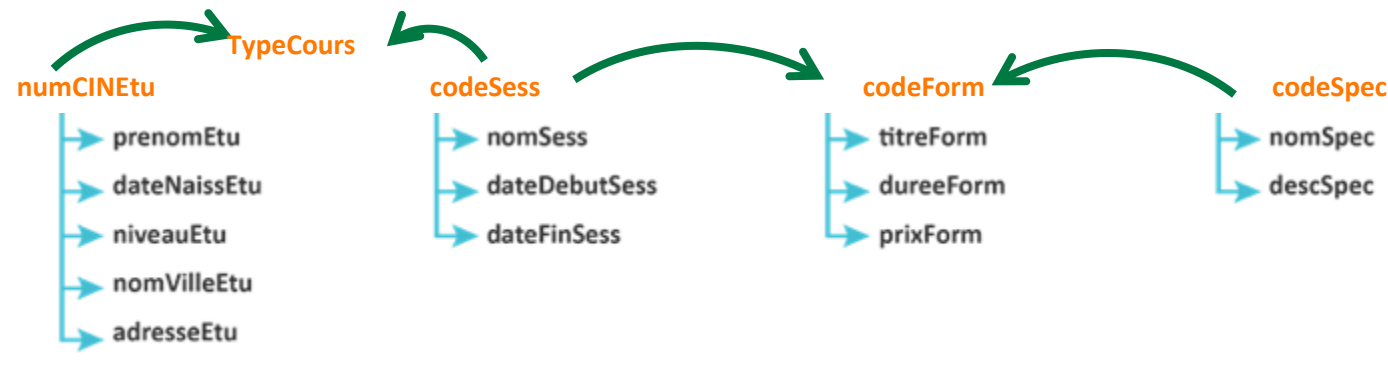 TypeCours
numCINEtu
prenomEtu
dateNaissEtu
niveauEtu
nomVilleEtu
adresseEtu
codeSess
nomSess
dateDebutSess
dateFinSess
codeForm
titreForm
dureeForm
prixForm
codeSpec
nomSpec
descSpec